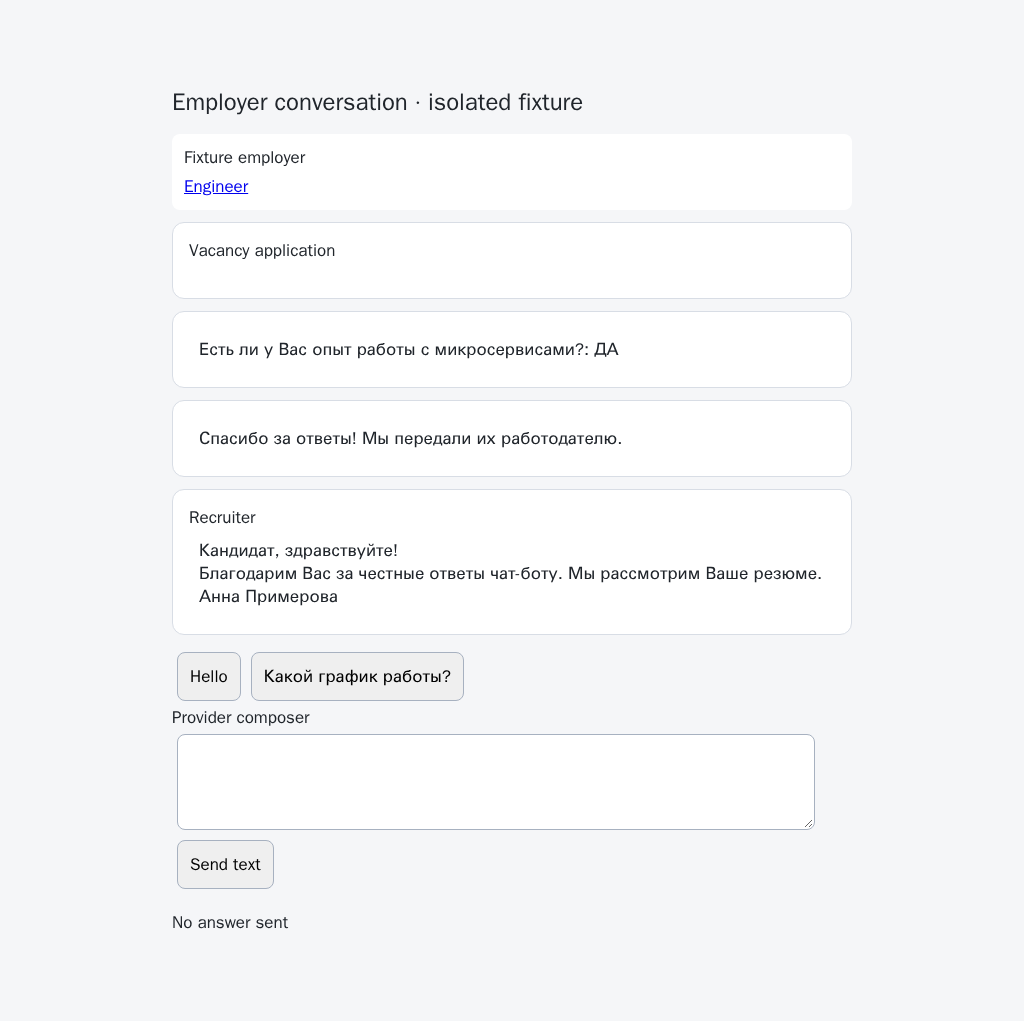 Employer conversation · isolated fixture
Fixture employer
Engineer
Vacancy application
Есть ли у Вас опыт работы с микросервисами?: ДА
Спасибо за ответы! Мы передали их работодателю.
Recruiter
Кандидат, здравствуйте!
Благодарим Вас за честные ответы чат-боту. Мы рассмотрим Ваше резюме.
Анна Примерова
Hello
Какой график работы?
Provider composer
Send text
No answer sent